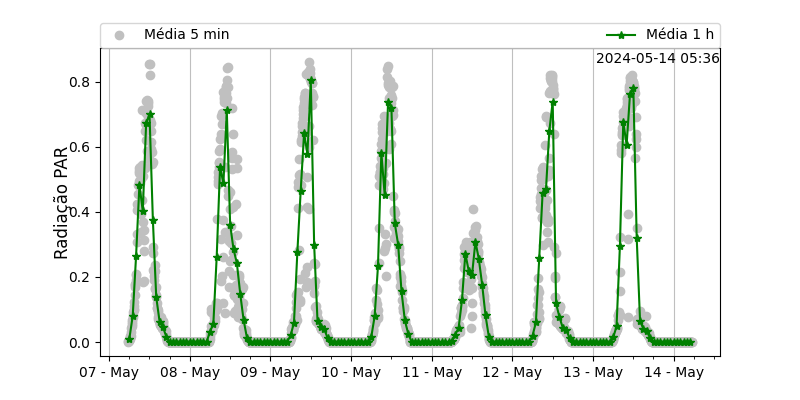 Média 5 min
Média 1 h
2024-05-14 05:36
Radiação PAR
0.8
0.6
0.4
0.2
0.0
07 - May
08 - May
09 - May
10 - May
11 - May
12 - May
13 - May
14 - May